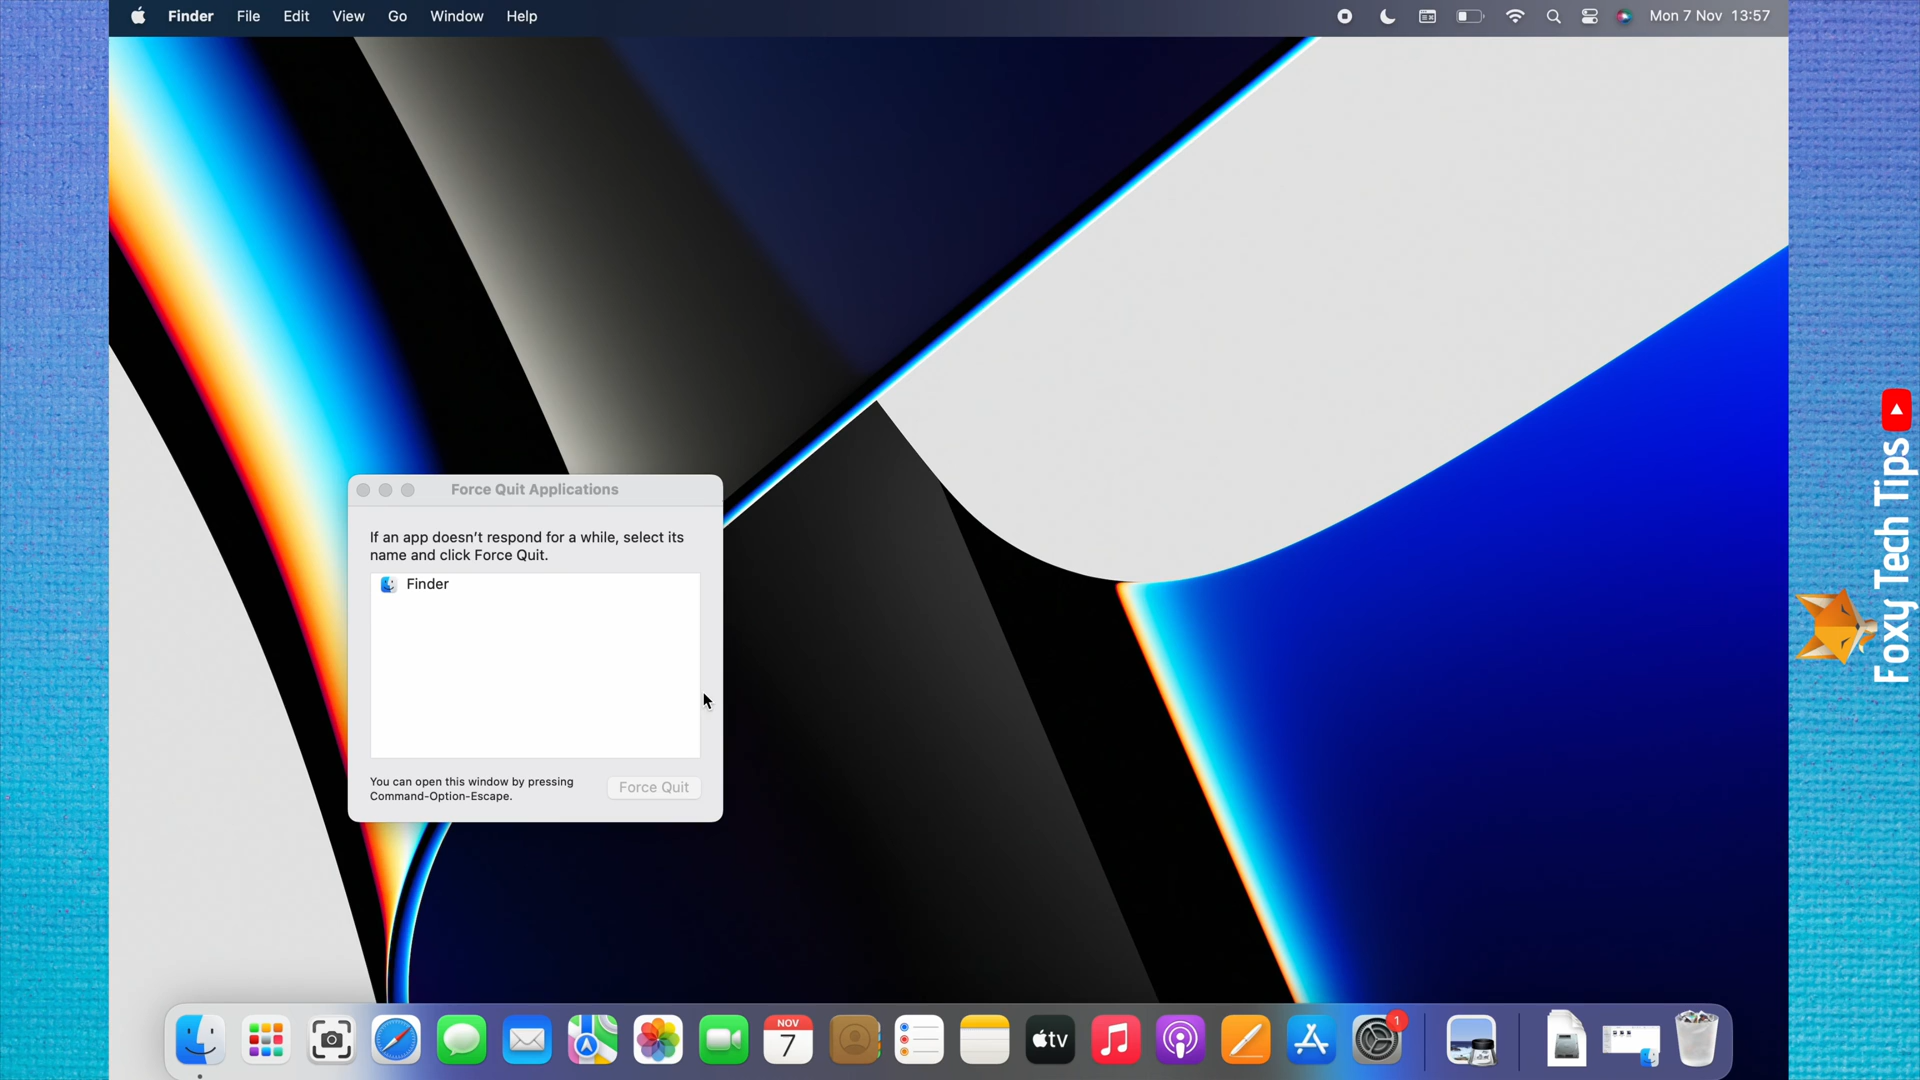 Finder File Edit View Go Window Help Mon 7 Nov 13:57
Force Quit Applications
If an app doesn't respond for a while, select its
name and click Force Quit.
Finder
You can open this window by pressing
Command-Option-Escape.
Force Quit
Foxy Tech Tips
NOV
7
tv
1